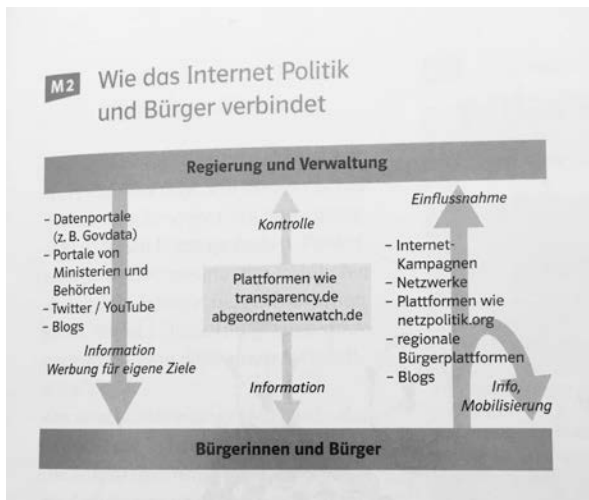 M2 Wie das Internet Politik
und Bürger verbindet
Regierung und Verwaltung
– Datenportale
(z. B. Govdata)
– Portale von
Ministerien und
Behörden
– Twitter / YouTube
– Blogs
Information
Werbung für eigene Ziele
Kontrolle
Plattformen wie
transparency.de
abgeordnetenwatch.de
Information
Einflussnahme
– Internet-
Kampagnen
– Netzwerke
– Plattformen wie
netzpolitik.org
– regionale
Bürgerplattformen
– Blogs
Info,
Mobilisierung
Bürgerinnen und Bürger